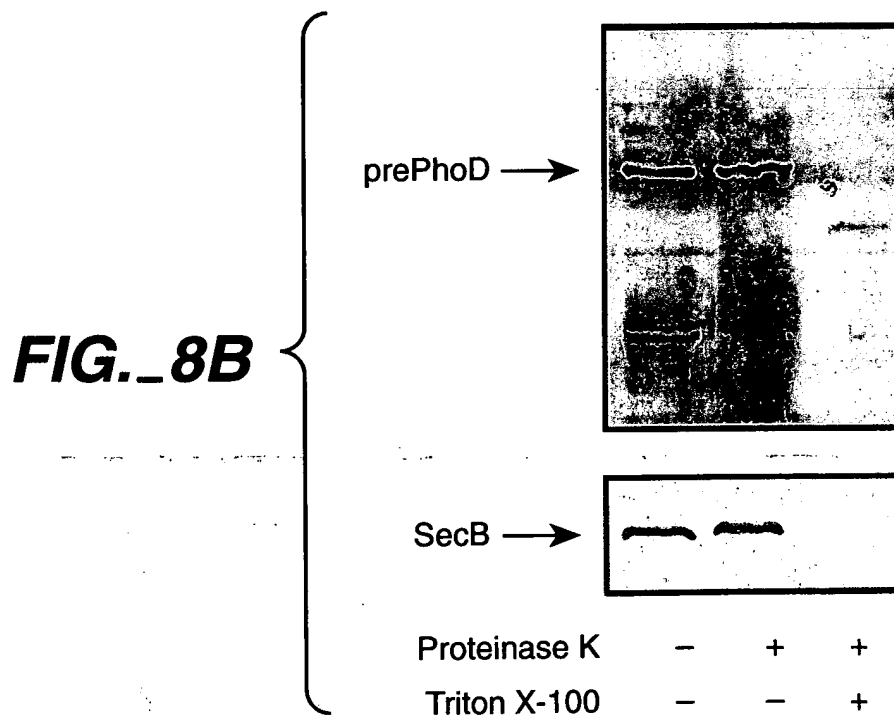 prePhoD
FIG._8B
SecB
Proteinase K - + +
Triton X-100 - - +